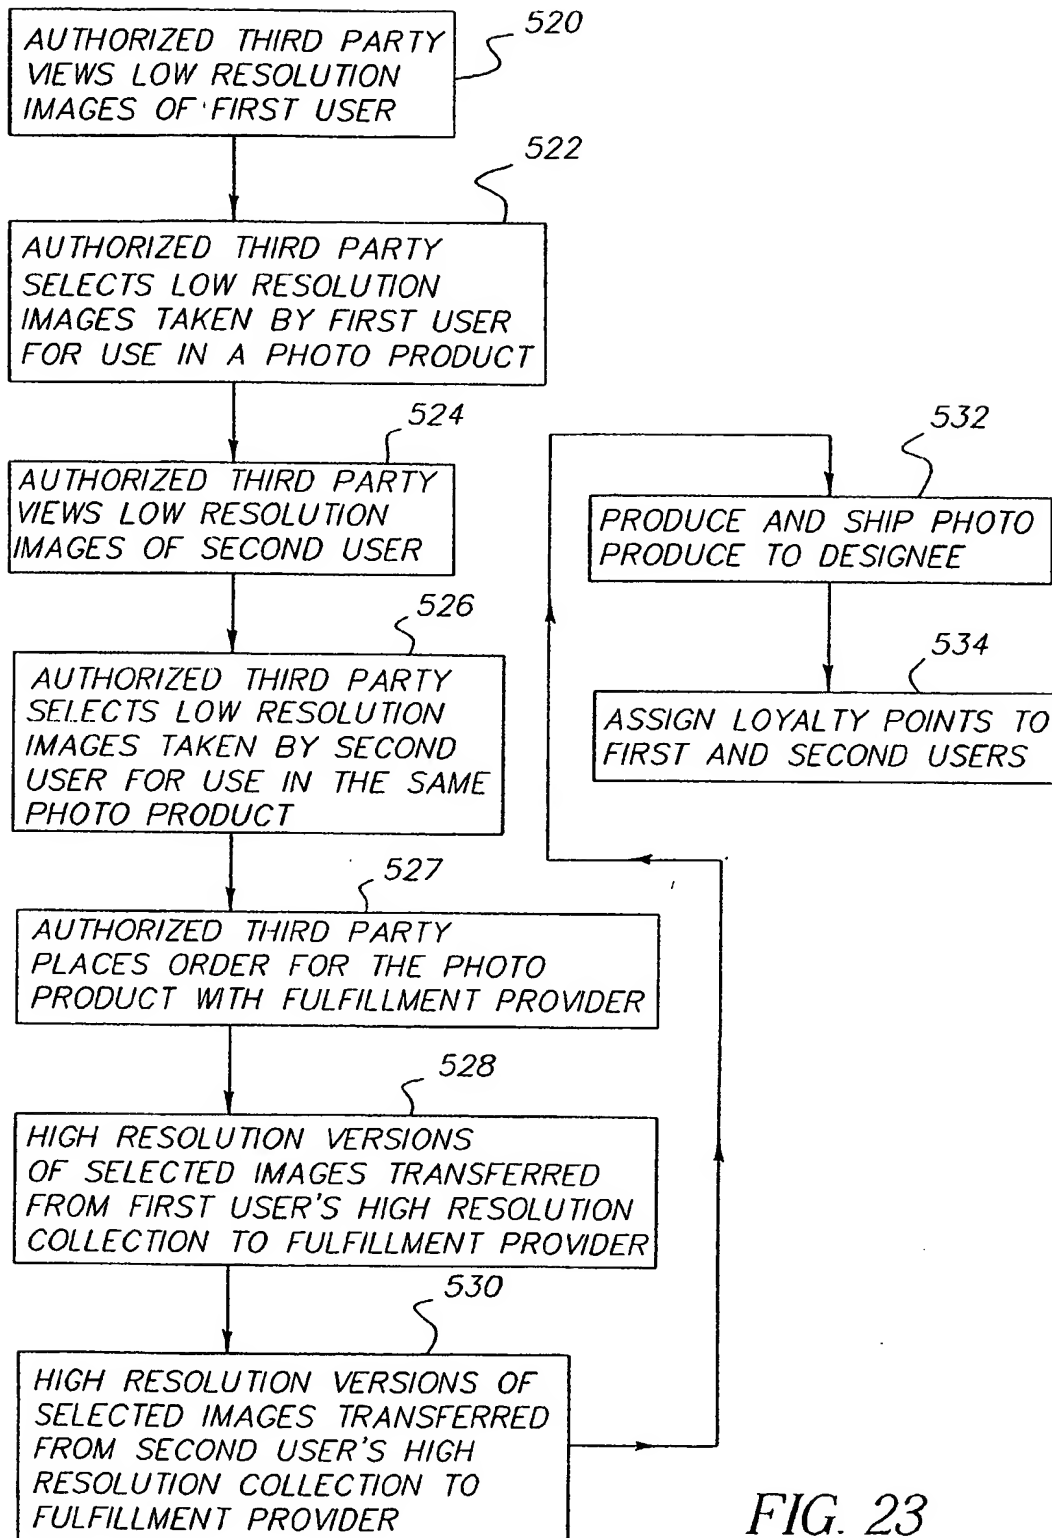 520
AUTHORIZED THIRD PARTY
VIEWS LOW RESOLUTION
IMAGES OF FIRST USER
522
AUTHORIZED THIRD PARTY
SELECTS LOW RESOLUTION
IMAGES TAKEN BY FIRST USER
FOR USE IN A PHOTO PRODUCT
524
AUTHORIZED THIRD PARTY
VIEWS LOW RESOLUTION
IMAGES OF SECOND USER
526
AUTHORIZED THIRD PARTY
SELECTS LOW RESOLUTION
IMAGES TAKEN BY SECOND
USER FOR USE IN THE SAME
PHOTO PRODUCT
527
AUTHORIZED THIRD PARTY
PLACES ORDER FOR THE PHOTO
PRODUCT WITH FULFILLMENT PROVIDER
528
HIGH RESOLUTION VERSIONS
OF SELECTED IMAGES TRANSFERRED
FROM FIRST USER'S HIGH RESOLUTION
COLLECTION TO FULFILLMENT PROVIDER
530
HIGH RESOLUTION VERSIONS OF
SELECTED IMAGES TRANSFERRED
FROM SECOND USER'S HIGH
RESOLUTION COLLECTION TO
FULFILLMENT PROVIDER
532
PRODUCE AND SHIP PHOTO
PRODUCE TO DESIGNEE
534
ASSIGN LOYALTY POINTS TO
FIRST AND SECOND USERS
FIG. 23